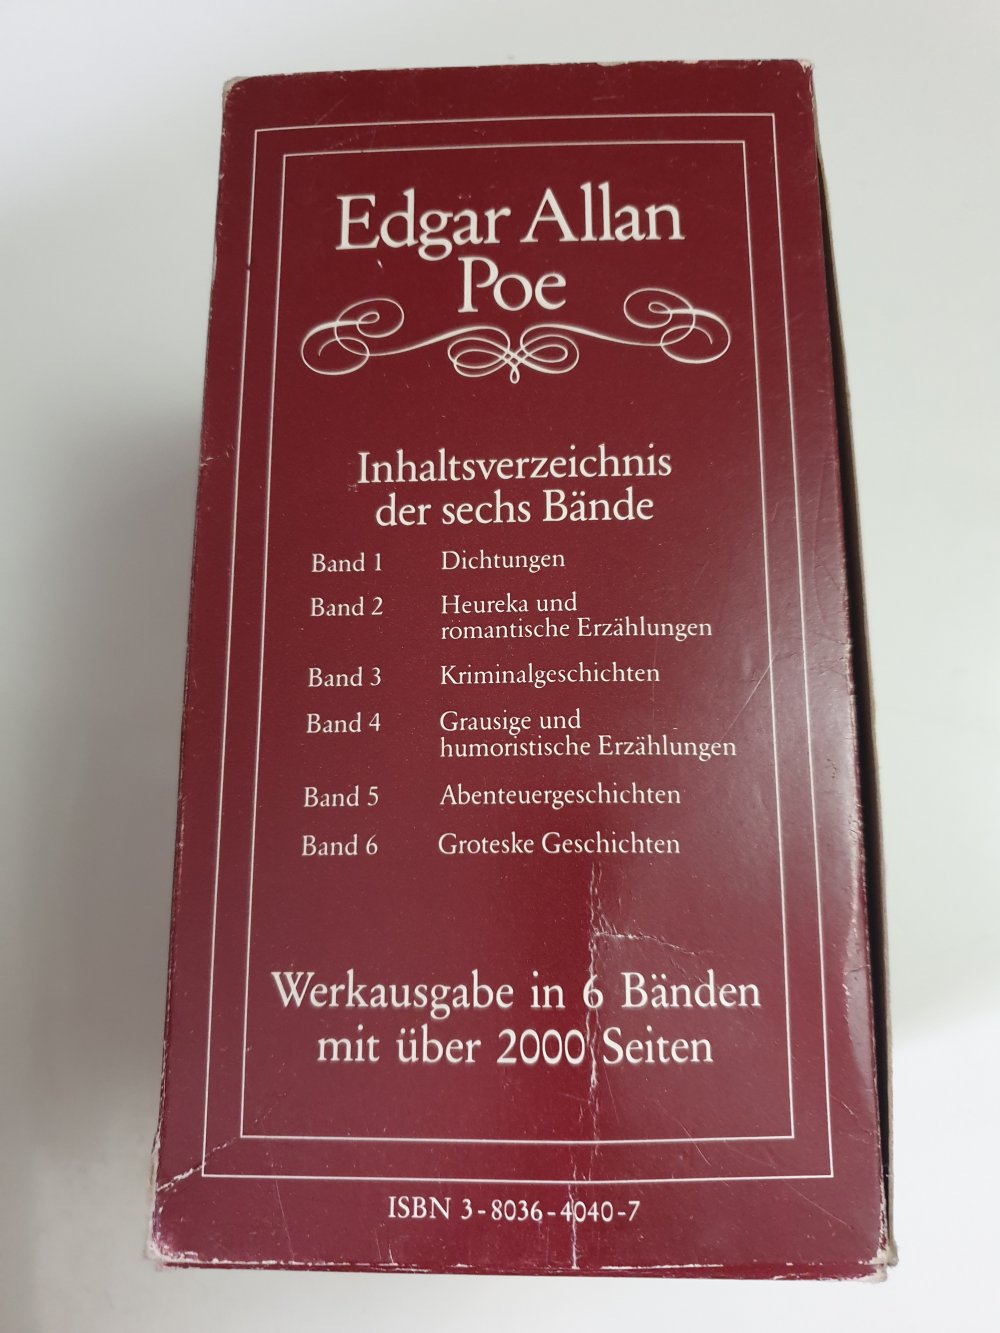 Edgar Allan
Poe
Inhaltsverzeichnis
der sechs Bände
Band 1 Dichtungen
Band 2 Heureka und
romantische Erzählungen
Band 3 Kriminalgeschichten
Band 4 Grausige und
humoristische Erzählungen
Band 5 Abenteuergeschichten
Band 6 Groteske Geschichten
Werkausgabe in 6 Bänden
mit über 2000 Seiten
ISBN 3-8036-4040-7